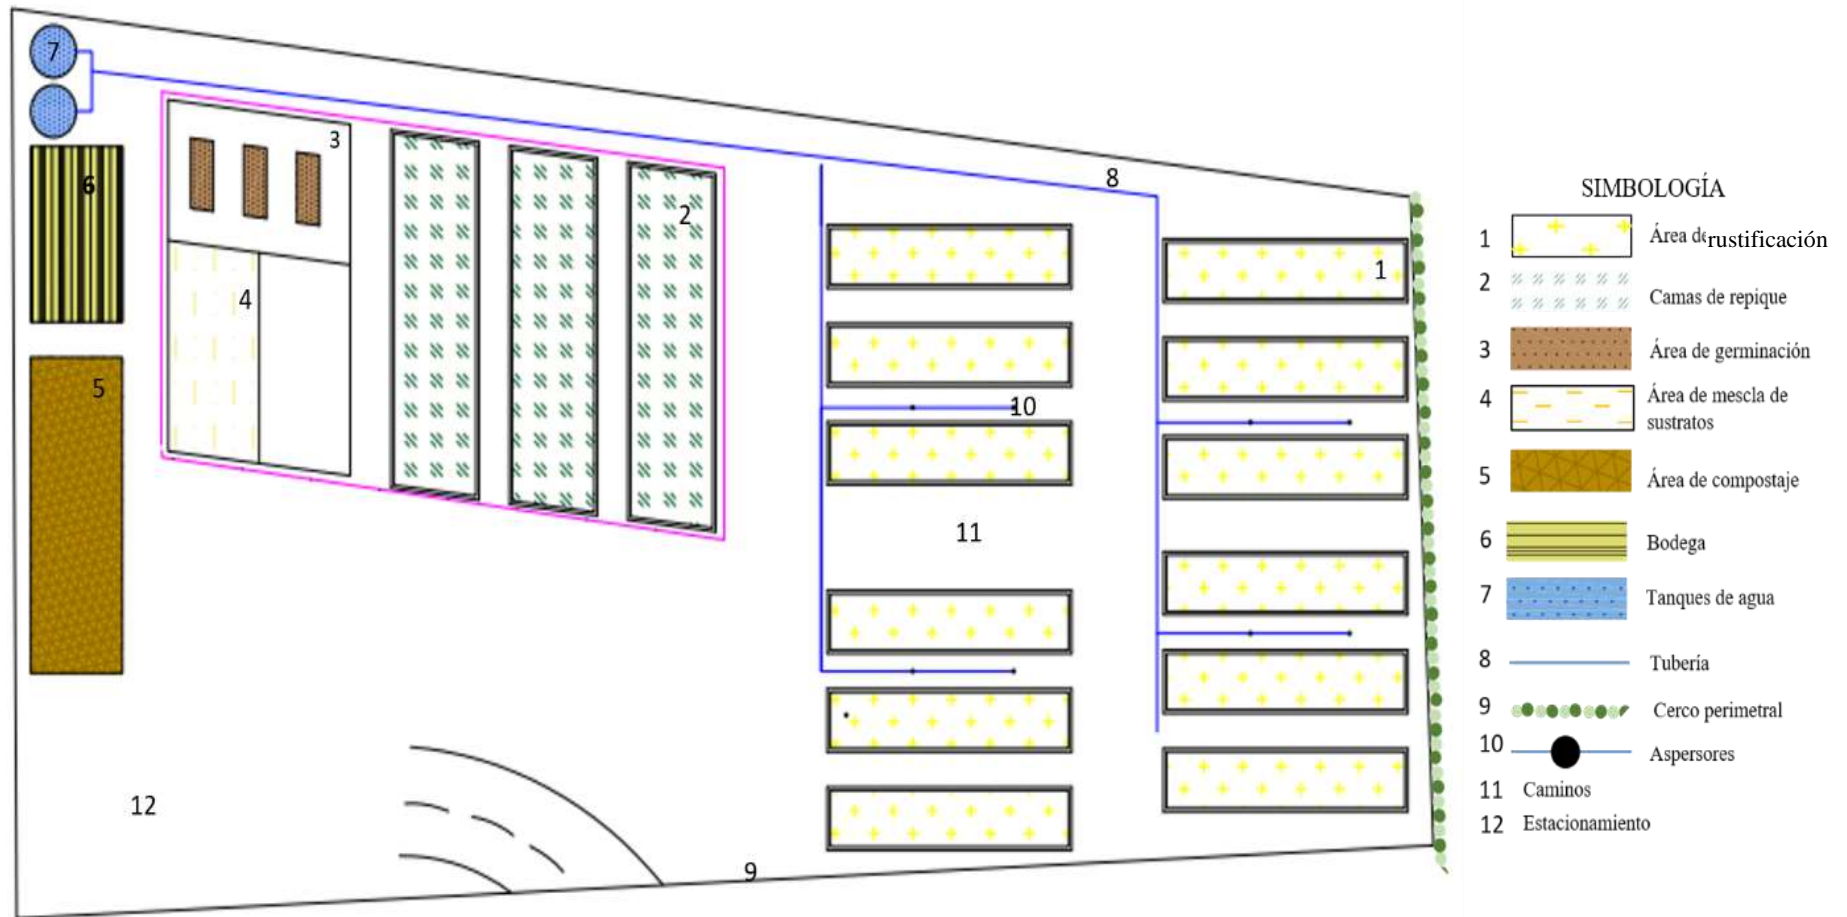 7
3
8
6
2
1
4
5
10
11
12
9
SIMBOLOGÍA
1 Área de rustificación
2 Camas de repique
3 Área de germinación
4 Área de mescla de
sustratos
5 Área de compostaje
6 Bodega
7 Tanques de agua
8 Tubería
9 Cerco perimetral
10 Aspersores
11 Caminos
12 Estacionamiento